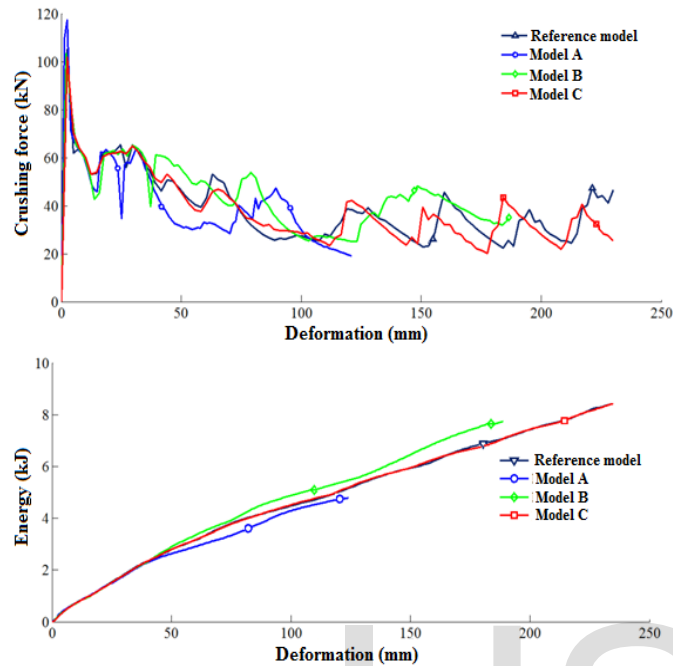 120
100
80
60
40
20
0
Crushing force (kN)
Reference model
Model A
Model B
Model C
0
50
100
150
200
250
Deformation (mm)
10
8
6
4
2
0
Energy (kJ)
Reference model
Model A
Model B
Model C
0
50
100
150
200
250
Deformation (mm)